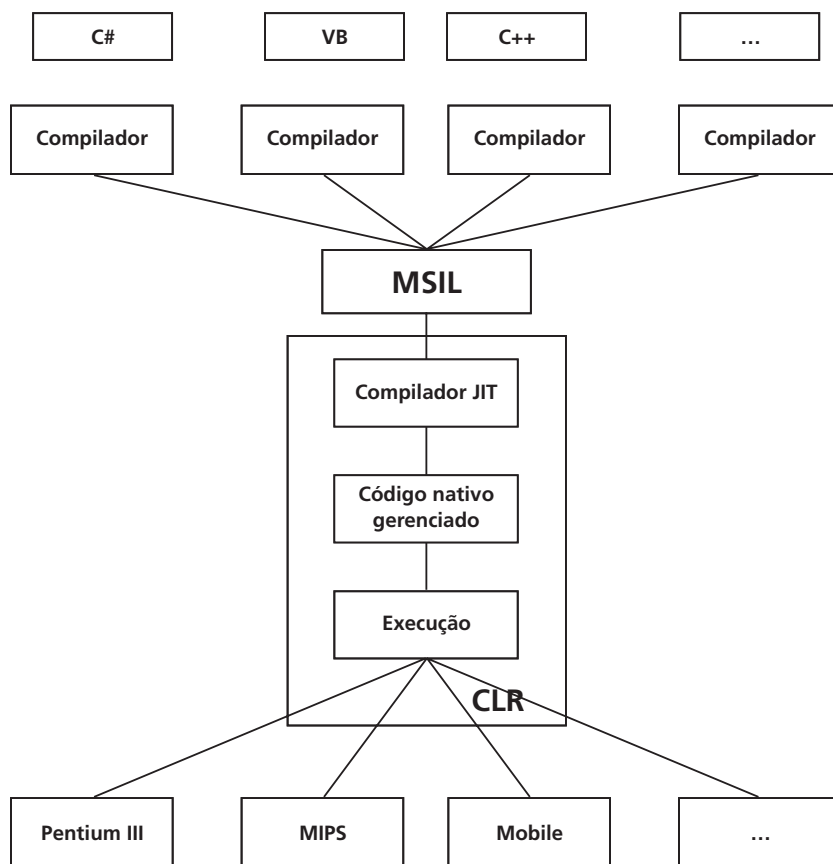 C#
VB
C++
...
Compilador
Compilador
Compilador
Compilador
MSIL
Compilador JIT
Código nativo
gerenciado
Execução
CLR
Pentium III
MIPS
Mobile
...